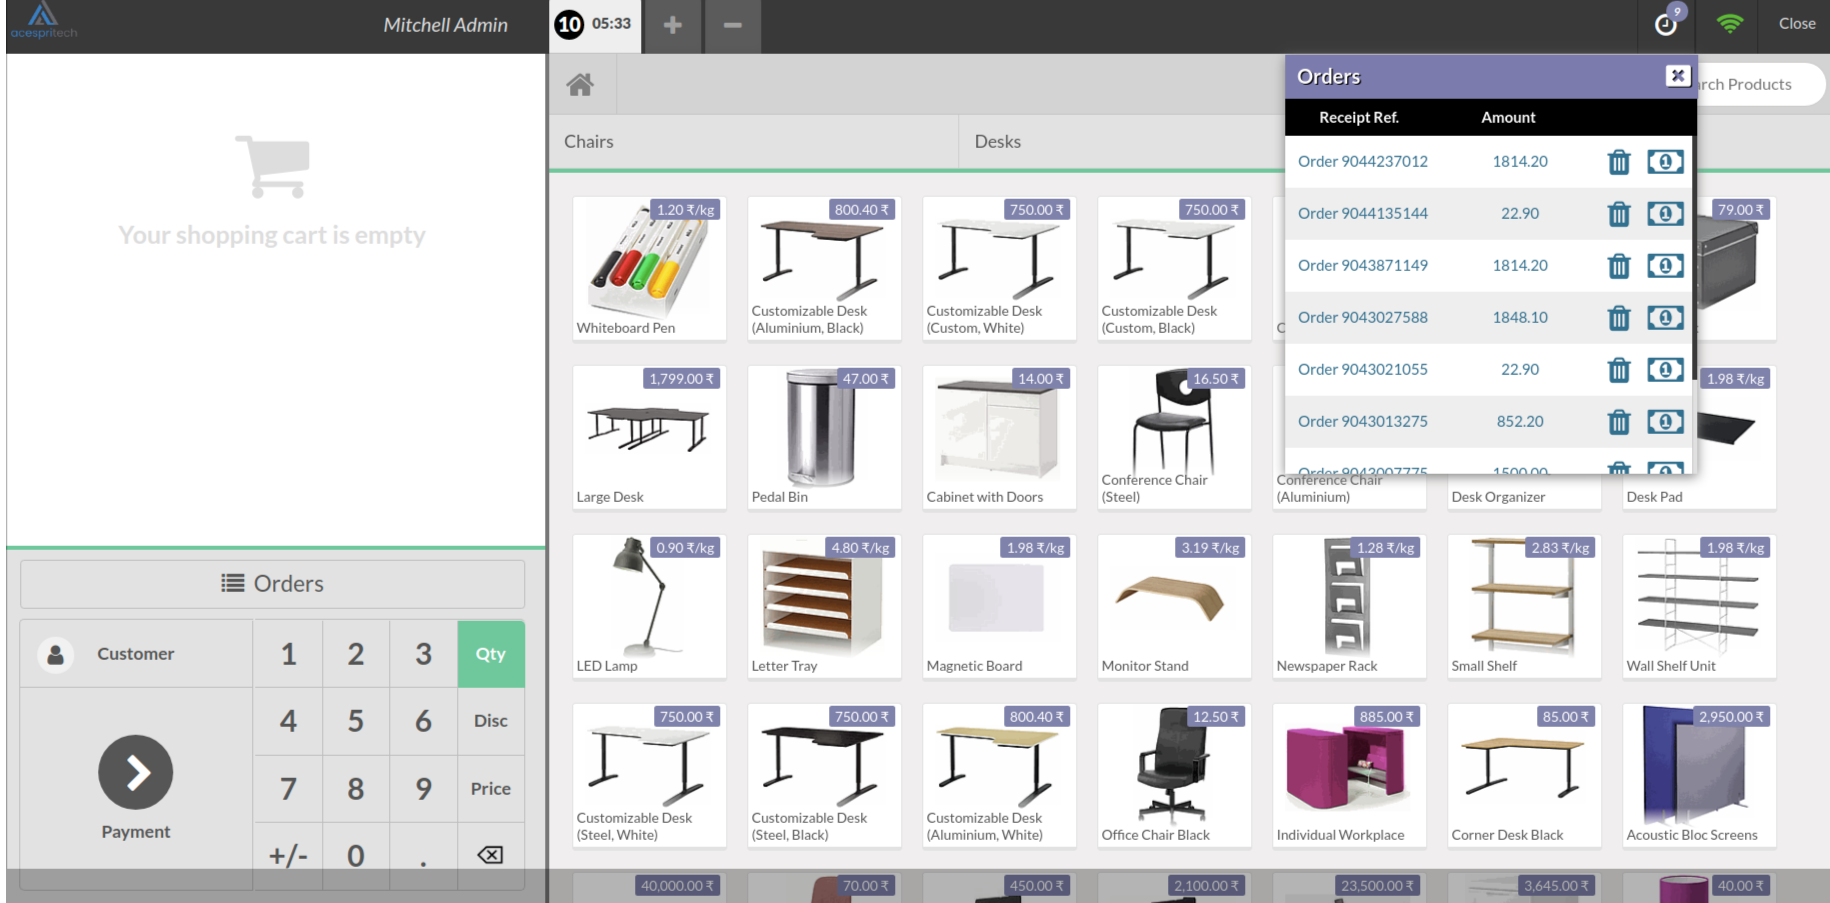 acespritech
Mitchell Admin
10 05:33
+
−
9
Close
Orders
rch Products
Receipt Ref. Amount
Order 9044237012 1814.20
Order 9044135144 22.90
Order 9043871149 1814.20
Order 9043027588 1848.10
Order 9043021055 22.90
Order 9043013275 852.20
Order 9043007775 1500.00
Chairs
Desks
Your shopping cart is empty
1.20 ₹/kg
Whiteboard Pen
800.40 ₹
Customizable Desk
(Aluminium, Black)
750.00 ₹
Customizable Desk
(Custom, White)
750.00 ₹
Customizable Desk
(Custom, Black)
79.00 ₹
1,799.00 ₹
Large Desk
47.00 ₹
Pedal Bin
14.00 ₹
Cabinet with Doors
16.50 ₹
Conference Chair
(Steel)
Conference Chair
(Aluminium)
Desk Organizer
1.98 ₹/kg
Desk Pad
0.90 ₹/kg
LED Lamp
4.80 ₹/kg
Letter Tray
1.98 ₹/kg
Magnetic Board
3.19 ₹/kg
Monitor Stand
1.28 ₹/kg
Newspaper Rack
2.83 ₹/kg
Small Shelf
1.98 ₹/kg
Wall Shelf Unit
750.00 ₹
Customizable Desk
(Steel, White)
750.00 ₹
Customizable Desk
(Steel, Black)
800.40 ₹
Customizable Desk
(Aluminium, White)
12.50 ₹
Office Chair Black
885.00 ₹
Individual Workplace
85.00 ₹
Corner Desk Black
2,950.00 ₹
Acoustic Bloc Screens
40,000.00 ₹
70.00 ₹
450.00 ₹
2,100.00 ₹
23,500.00 ₹
3,645.00 ₹
40.00 ₹
Orders
Customer
Payment
1 2 3 Qty
4 5 6 Disc
7 8 9 Price
+/- 0 .